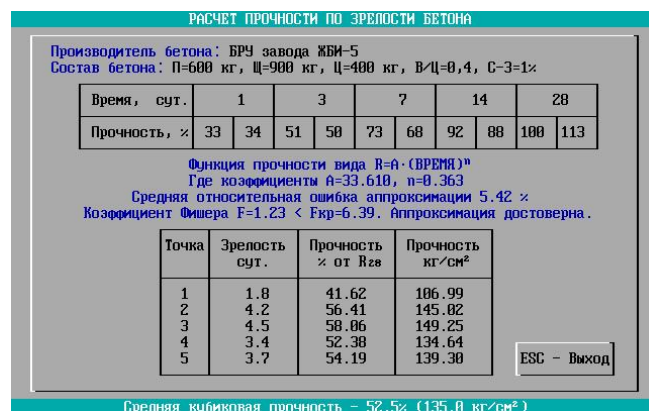 РАСЧЕТ ПРОЧНОСТИ ПО ЗРЕЛОСТИ БЕТОНА
Производитель бетона: БРУ завода ЖБИ-5
Состав бетона: П=600 кг, Щ=900 кг, Ц=400 кг, В/Ц=0,4, С-3=1%
Время, сут. 1 3 7 14 28
Прочность, % 33 34 51 50 73 68 92 88 100 113
Функция прочности вида R=A·(ВРЕМЯ)ⁿ
Где коэффициенты A=33.610, n=0.363
Средняя относительная ошибка аппроксимации 5.42 %
Коэффициент Фишера F=1.23 < Fкр=6.39. Аппроксимация достоверна.
Точка Зрелость Прочность Прочность
сут. % от R28 кг/см²
1 1.8 41.62 106.99
2 4.2 56.41 145.02
3 4.5 58.06 149.25
4 3.4 52.38 134.64
5 3.7 54.19 139.30
ESC - Выход
Средняя кубиковая прочность - 52.5% (135.0 кг/см²)